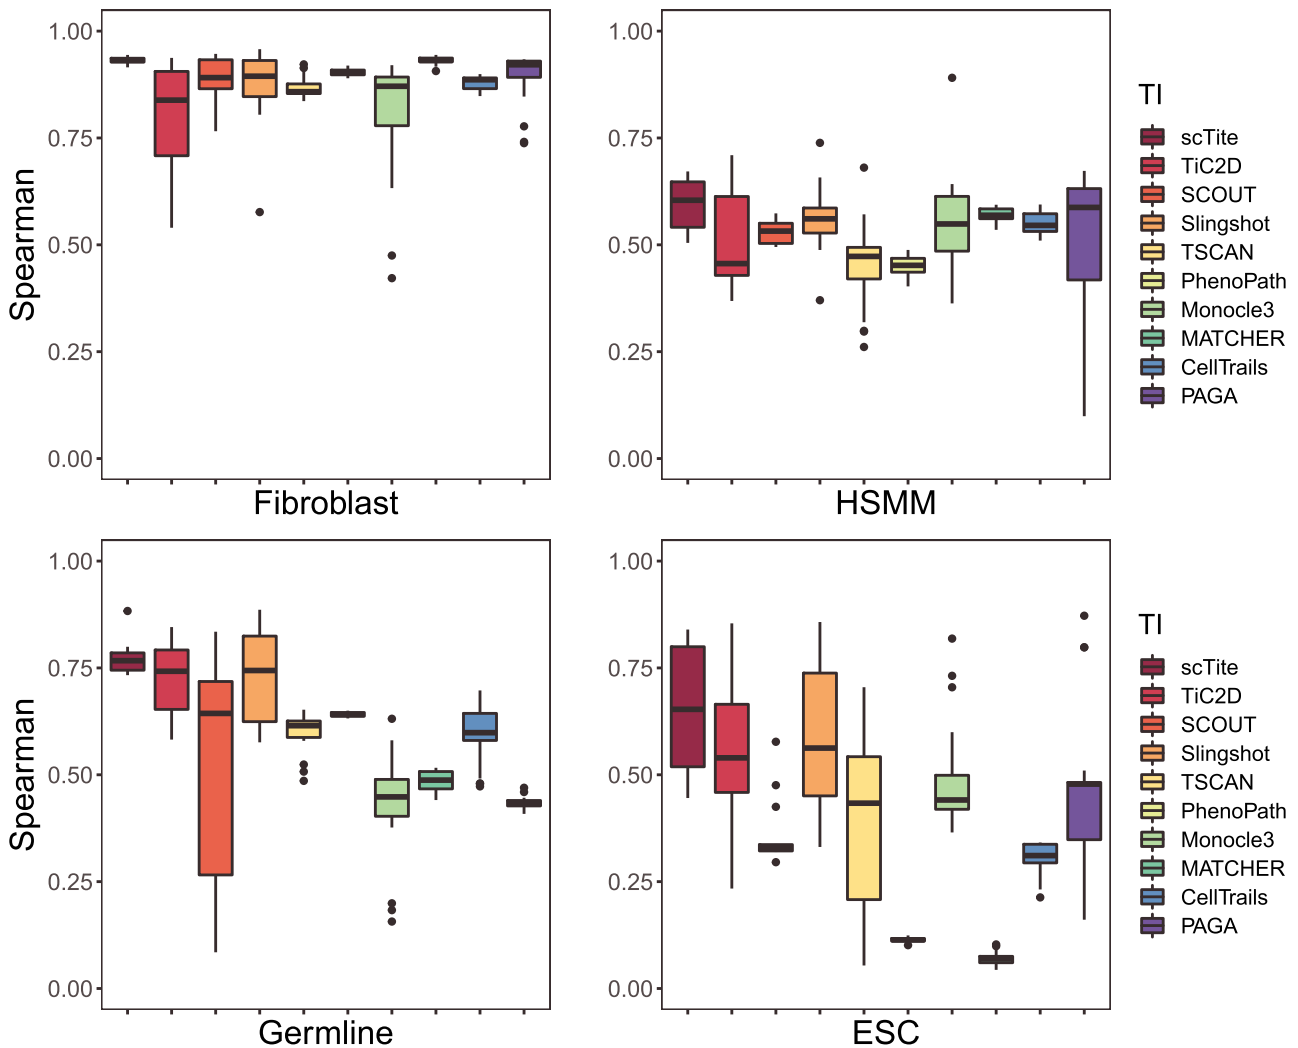 1.00
0.75
0.50
0.25
0.00
Spearman
Fibroblast
1.00
0.75
0.50
0.25
0.00
HSMM
TI
scTite
TiC2D
SCOUT
Slingshot
TSCAN
PhenoPath
Monocle3
MATCHER
CellTrails
PAGA
1.00
0.75
0.50
0.25
0.00
Spearman
Germline
1.00
0.75
0.50
0.25
0.00
ESC
TI
scTite
TiC2D
SCOUT
Slingshot
TSCAN
PhenoPath
Monocle3
MATCHER
CellTrails
PAGA